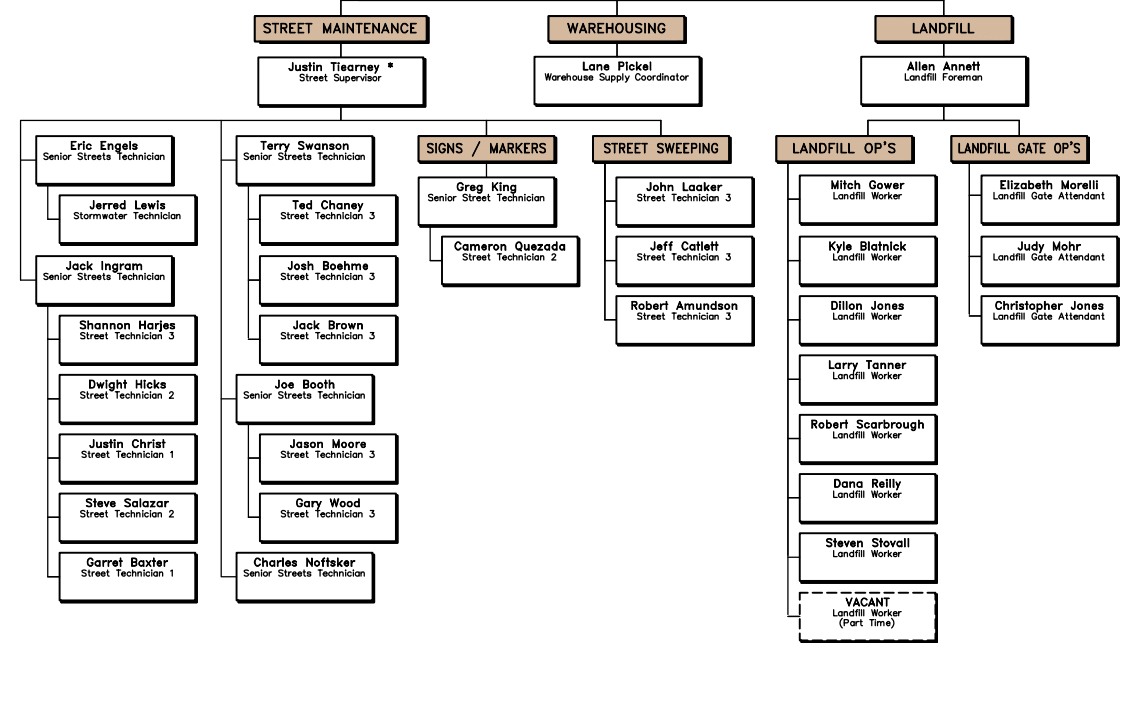 STREET MAINTENANCE
Justin Tiearney *
Street Supervisor
WAREHOUSING
Lane Pickel
Warehouse Supply Coordinator
LANDFILL
Allen Annett
Landfill Foreman
Eric Engels
Senior Streets Technician
Jerred Lewis
Stormwater Technician
Jack Ingram
Senior Streets Technician
Shannon Harjes
Street Technician 3
Dwight Hicks
Street Technician 2
Justin Christ
Street Technician 1
Steve Salazar
Street Technician 2
Garret Baxter
Street Technician 1
Terry Swanson
Senior Streets Technician
Ted Chaney
Street Technician 3
Josh Boehme
Street Technician 3
Jack Brown
Street Technician 3
Joe Booth
Senior Streets Technician
Jason Moore
Street Technician 3
Gary Wood
Street Technician 3
Charles Noftsker
Senior Streets Technician
SIGNS / MARKERS
Greg King
Senior Street Technician
Cameron Quezada
Street Technician 2
STREET SWEEPING
John Laaker
Street Technician 3
Jeff Catlett
Street Technician 3
Robert Amundson
Street Technician 3
LANDFILL OP'S
Mitch Gower
Landfill Worker
Kyle Blatnick
Landfill Worker
Dillon Jones
Landfill Worker
Larry Tanner
Landfill Worker
Robert Scarbrough
Landfill Worker
Dana Reilly
Landfill Worker
Steven Stovall
Landfill Worker
VACANT
Landfill Worker
(Part Time)
LANDFILL GATE OP'S
Elizabeth Morelli
Landfill Gate Attendant
Judy Mohr
Landfill Gate Attendant
Christopher Jones
Landfill Gate Attendant